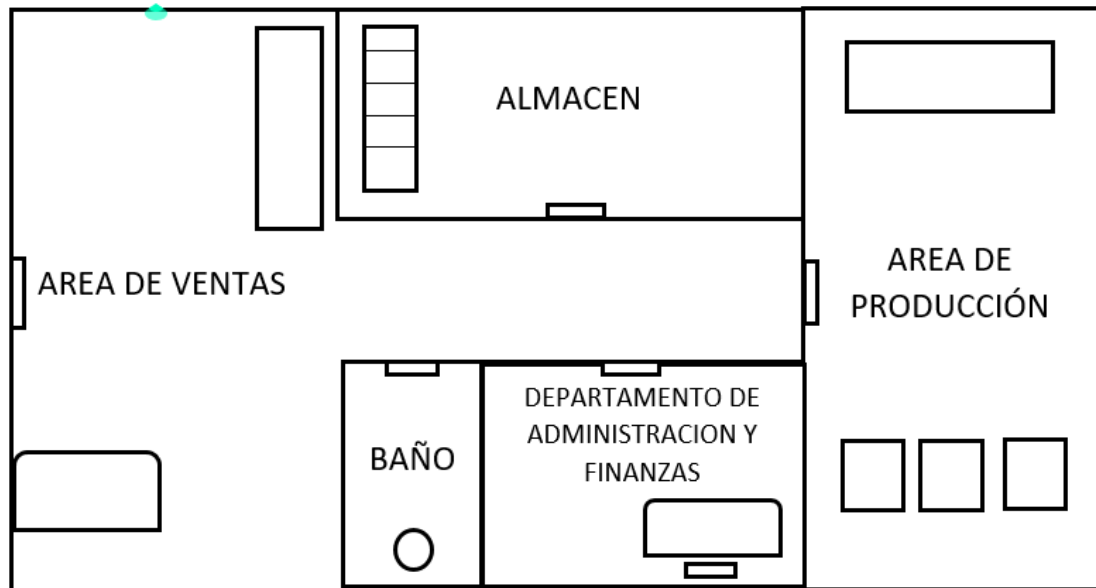 ALMACEN
AREA DE VENTAS
AREA DE
PRODUCCIÓN
DEPARTAMENTO DE
ADMINISTRACION Y
FINANZAS
BAÑO